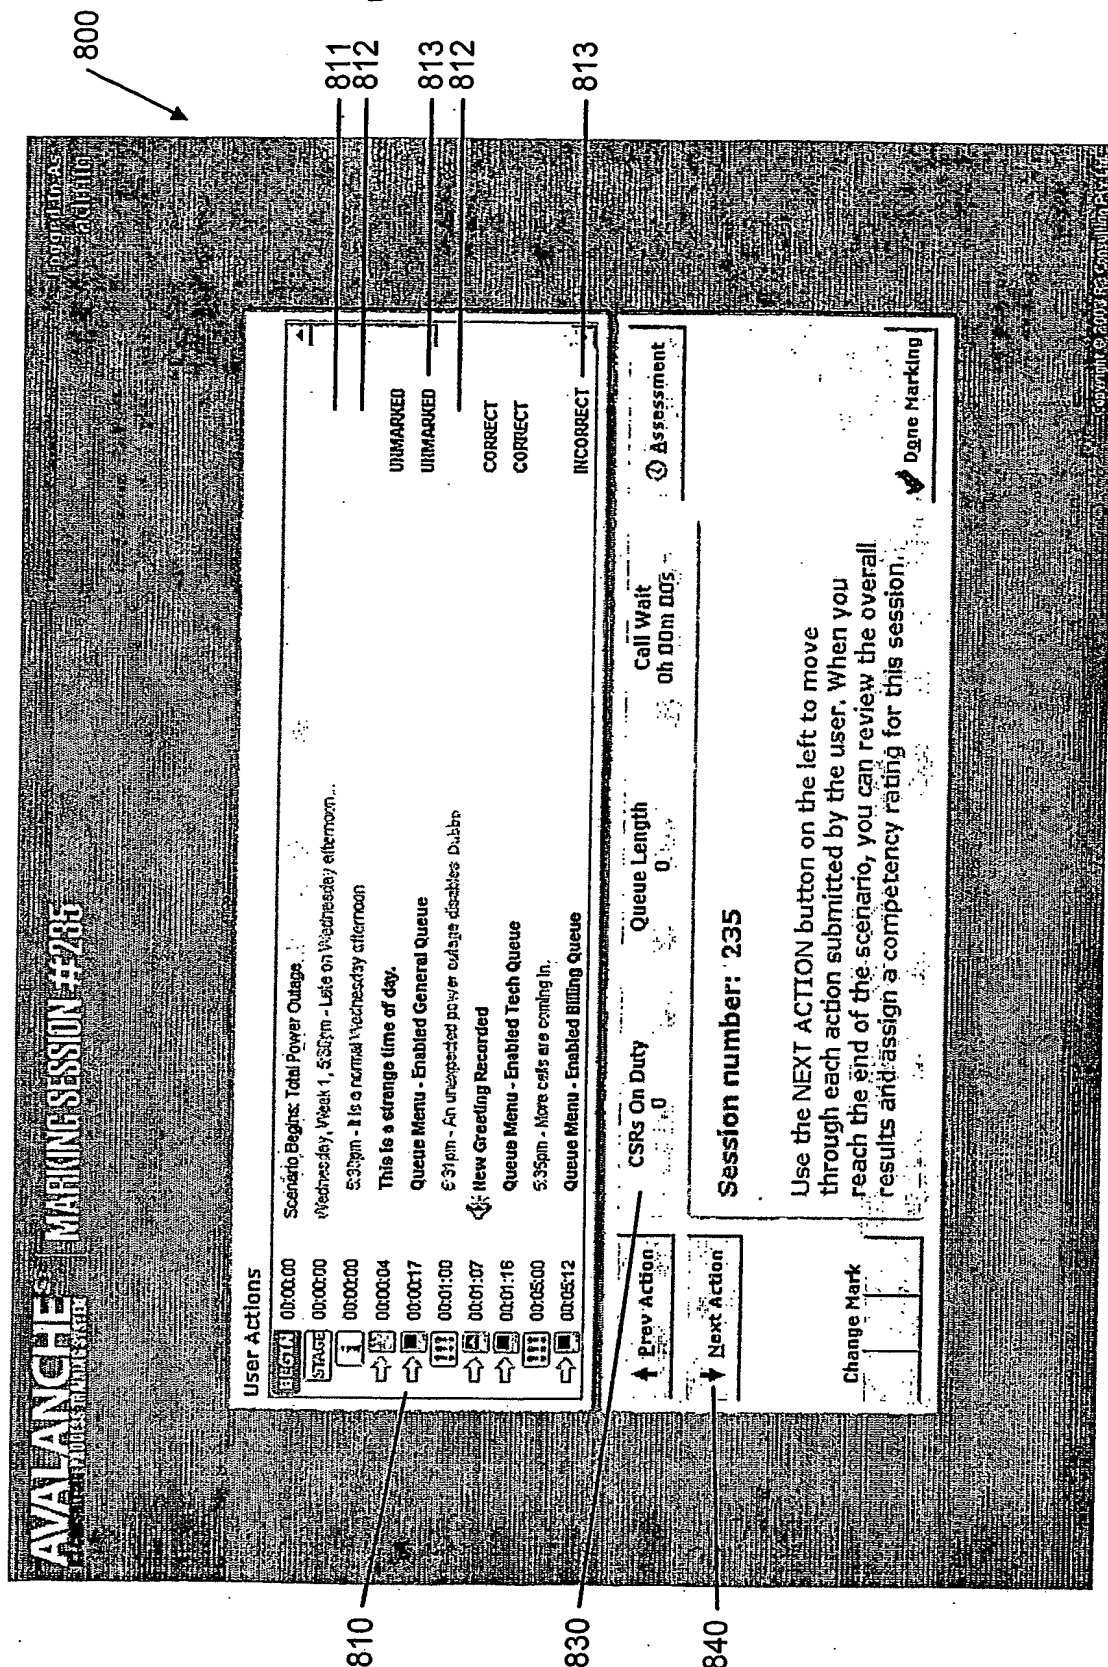 800
AVALANCHE
MARKING SESSION #235
Logged in As
User Actions
BEGIN 00:00:00 Scenario Begins: Total Power Outage
STAGE 00:00:00 Wednesday, Week 1, 5:30pm - Late on Wednesday afternoon...
i 00:00:00 5:30pm - It is a normal Wednesday afternoon
00:00:04 This is a strange time of day. UNMARKED
00:00:17 Queue Menu - Enabled General Queue UNMARKED
00:01:00 5:31pm - An unexpected power outage disables Dubbo
00:01:07 New Greeting Recorded CORRECT
00:01:16 Queue Menu - Enabled Tech Queue CORRECT
00:05:00 5:35pm - More calls are coming in.
00:05:12 Queue Menu - Enabled Billing Queue INCORRECT
811
812
813
812
813
810
830
840
Prev Action
CSRs On Duty
0
Queue Length
0
Call Wait
0h 00m 00s
Assessment
Next Action
Session number: 235
Use the NEXT ACTION button on the left to move
through each action submitted by the user. When you
reach the end of the scenario, you can review the overall
results and assign a competency rating for this session.
Change Mark
Done Marking